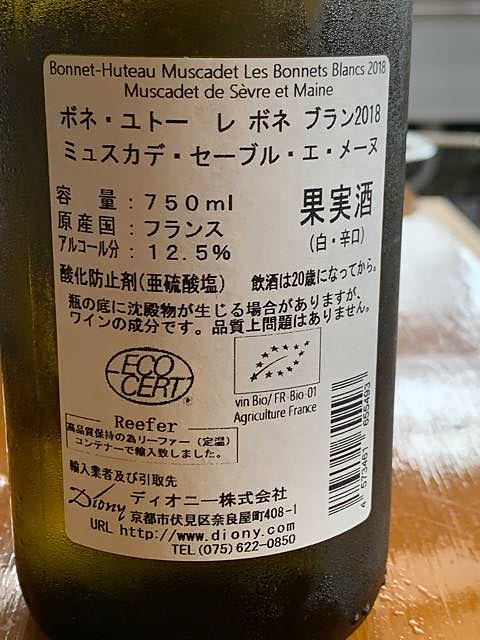 Bonnet-Huteau Muscadet Les Bonnets Blancs 2018
Muscadet de Sèvre et Maine
ボネ・ユトー　レ ボネ ブラン2018
ミュスカデ・セーブル・エ・メーヌ
容　量：750ml
原産国：フランス
アルコール分：12.5%
果実酒
(白・辛口)
酸化防止剤(亜硫酸塩)　飲酒は20歳になってから。
瓶の底に沈殿物が生じる場合がありますが、
ワインの成分です。品質上問題はありません。
ECO
CERT
vin Bio/ FR-Bio-01
Agriculture France
Reefer
高品質保持の為リーファー（定温）
コンテナーで輸入致しました。
輸入業者及び引取先
Diony ディオニー株式会社
京都市伏見区奈良屋町408-1
URL http://www.diony.com
TEL(075)622-0850
4 573461 655493